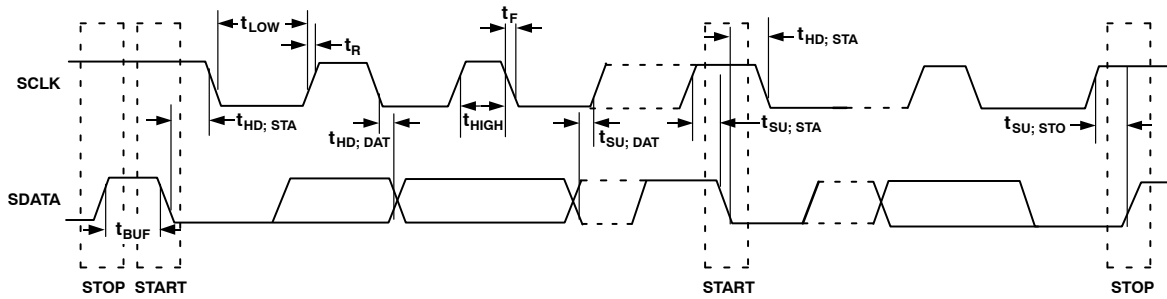 tF
tLOW
tR
tHD; STA
SCLK
tHD; STA
tHD; DAT
tHIGH
tSU; DAT
tSU; STA
tSU; STO
SDATA
tBUF
STOP START START STOP